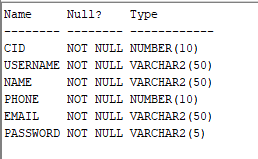 Name     Null?    Type
-------- -------- ------------
CID      NOT NULL NUMBER(10)
USERNAME NOT NULL VARCHAR2(50)
NAME     NOT NULL VARCHAR2(50)
PHONE    NOT NULL NUMBER(10)
EMAIL    NOT NULL VARCHAR2(50)
PASSWORD NOT NULL VARCHAR2(5)